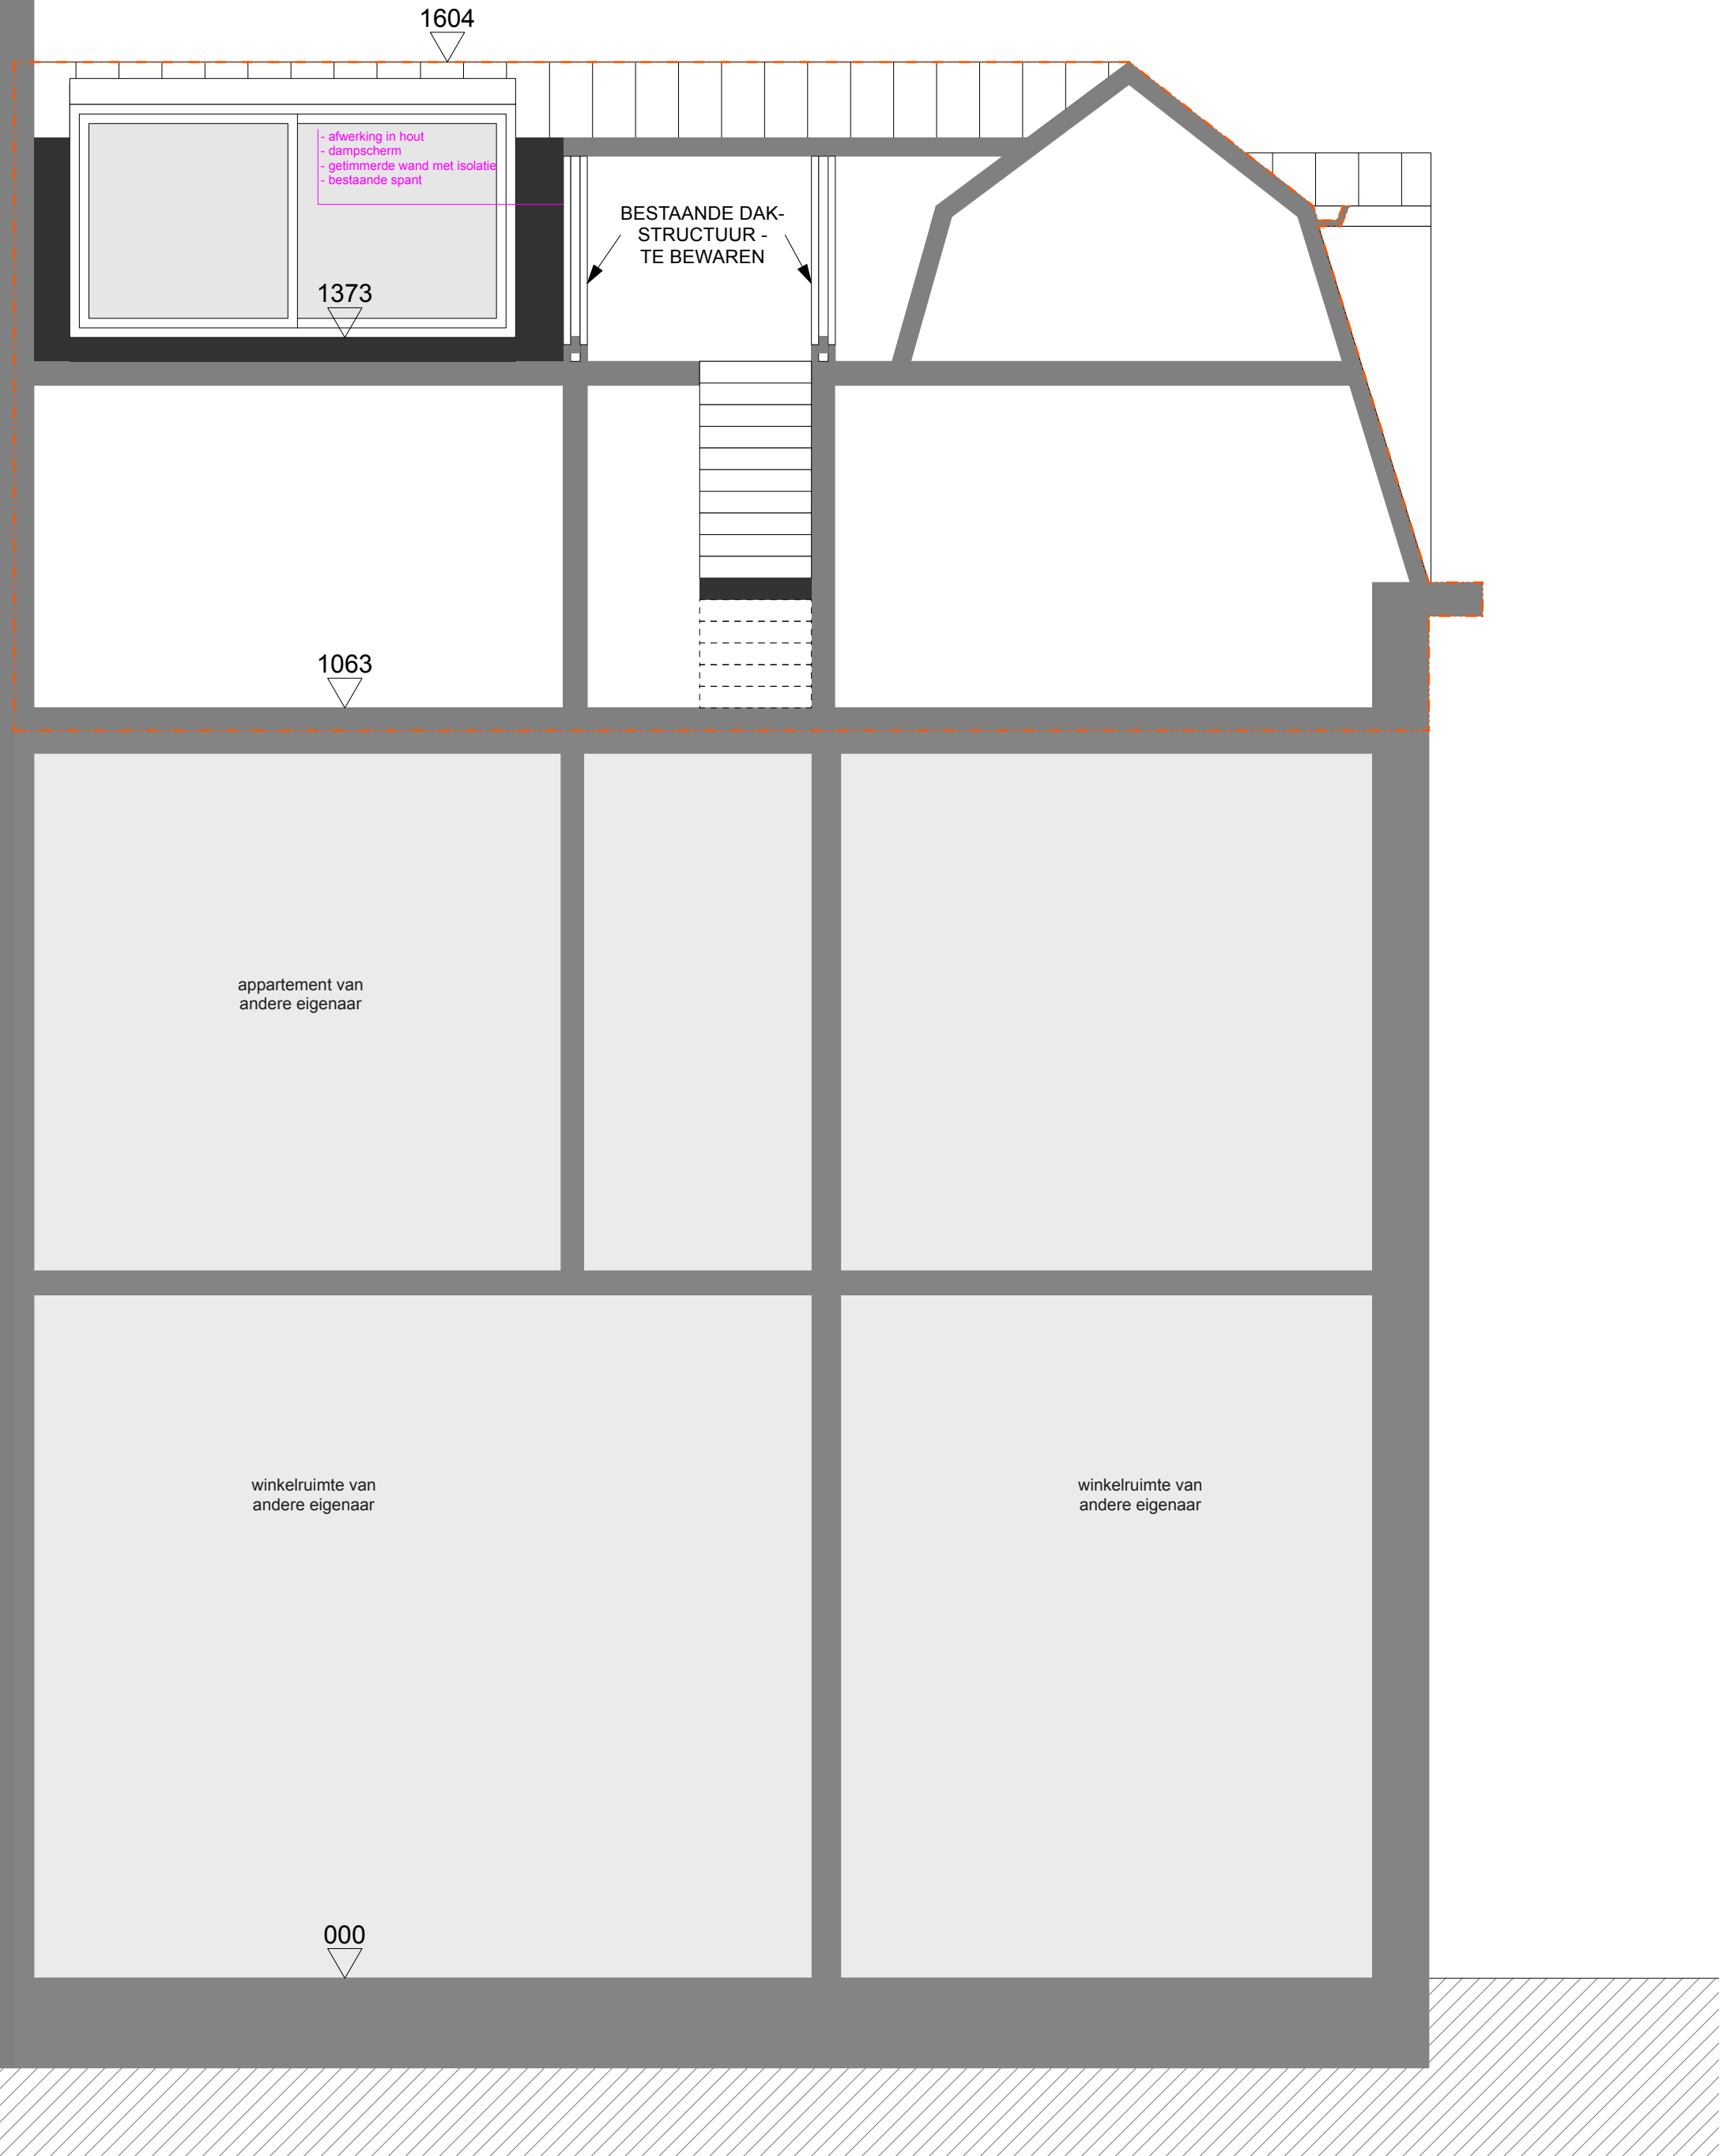 1604
- afwerking in hout
- dampscherm
- getimmerde wand met isolatie
- bestaande spant
BESTAANDE DAK-
STRUCTUUR -
TE BEWAREN
1373
1063
appartement van
andere eigenaar
winkelruimte van
andere eigenaar
winkelruimte van
andere eigenaar
000